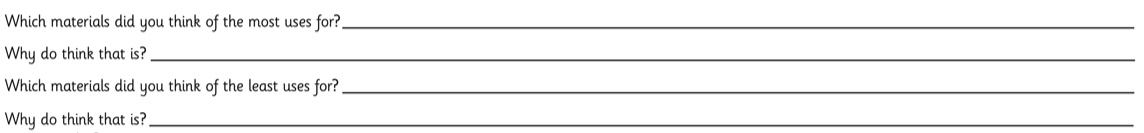 Which materials did you think of the most uses for?
Why do think that is?
Which materials did you think of the least uses for?
Why do think that is?